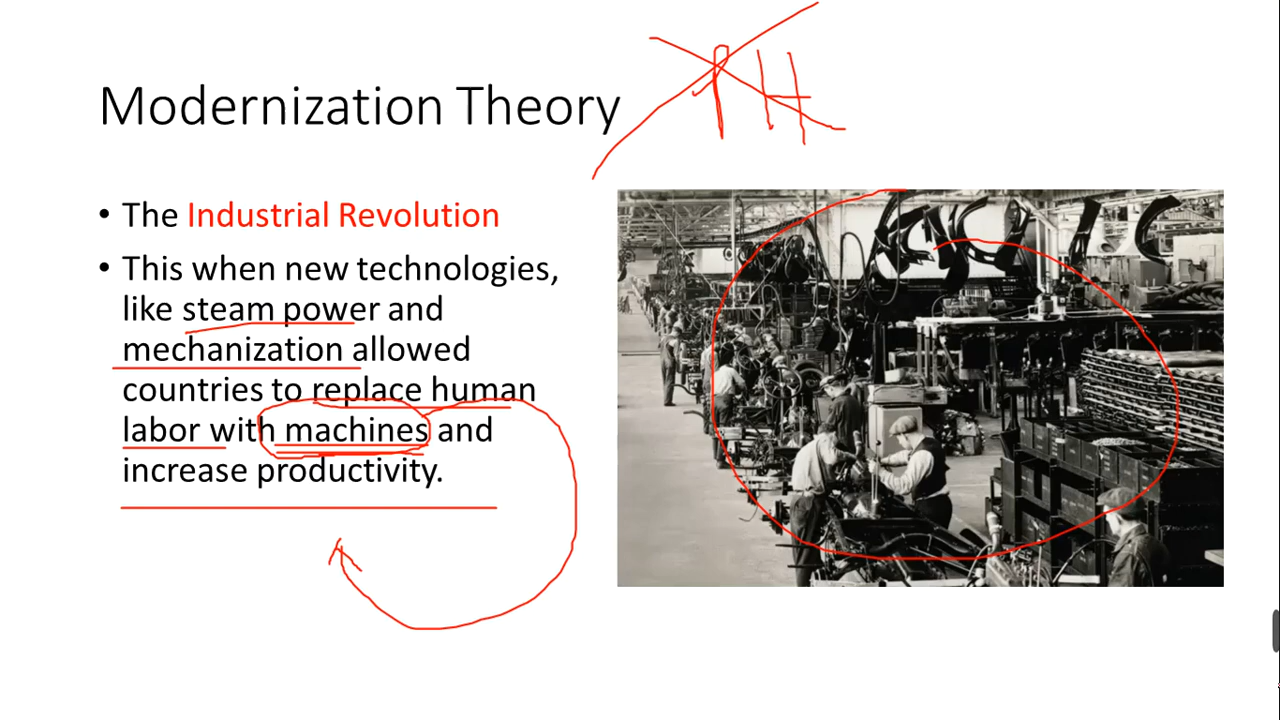 Modernization Theory
• The Industrial Revolution
• This when new technologies,
like steam power and
mechanization allowed
countries to replace human
labor with machines and
increase productivity.